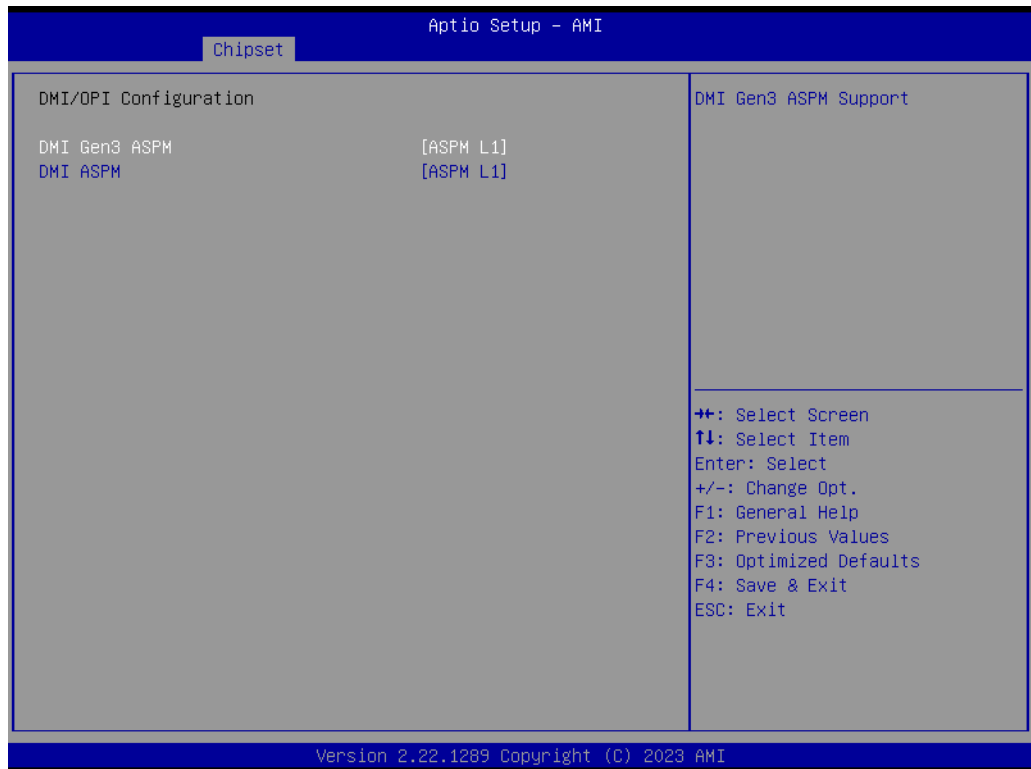 Aptio Setup – AMI
Chipset
DMI/OPI Configuration
DMI Gen3 ASPM [ASPM L1]
DMI ASPM [ASPM L1]
DMI Gen3 ASPM Support
→←: Select Screen
↑↓: Select Item
Enter: Select
+/-: Change Opt.
F1: General Help
F2: Previous Values
F3: Optimized Defaults
F4: Save & Exit
ESC: Exit
Version 2.22.1289 Copyright (C) 2023 AMI